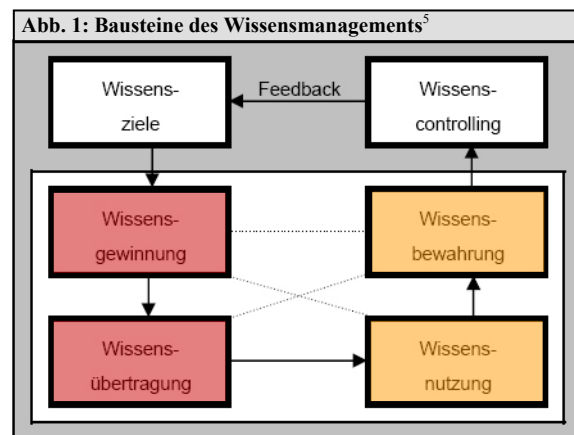 Abb. 1: Bausteine des Wissensmanagements⁵
Wissens-
ziele
Feedback
Wissens-
controlling
Wissens-
gewinnung
Wissens-
bewahrung
Wissens-
übertragung
Wissens-
nutzung